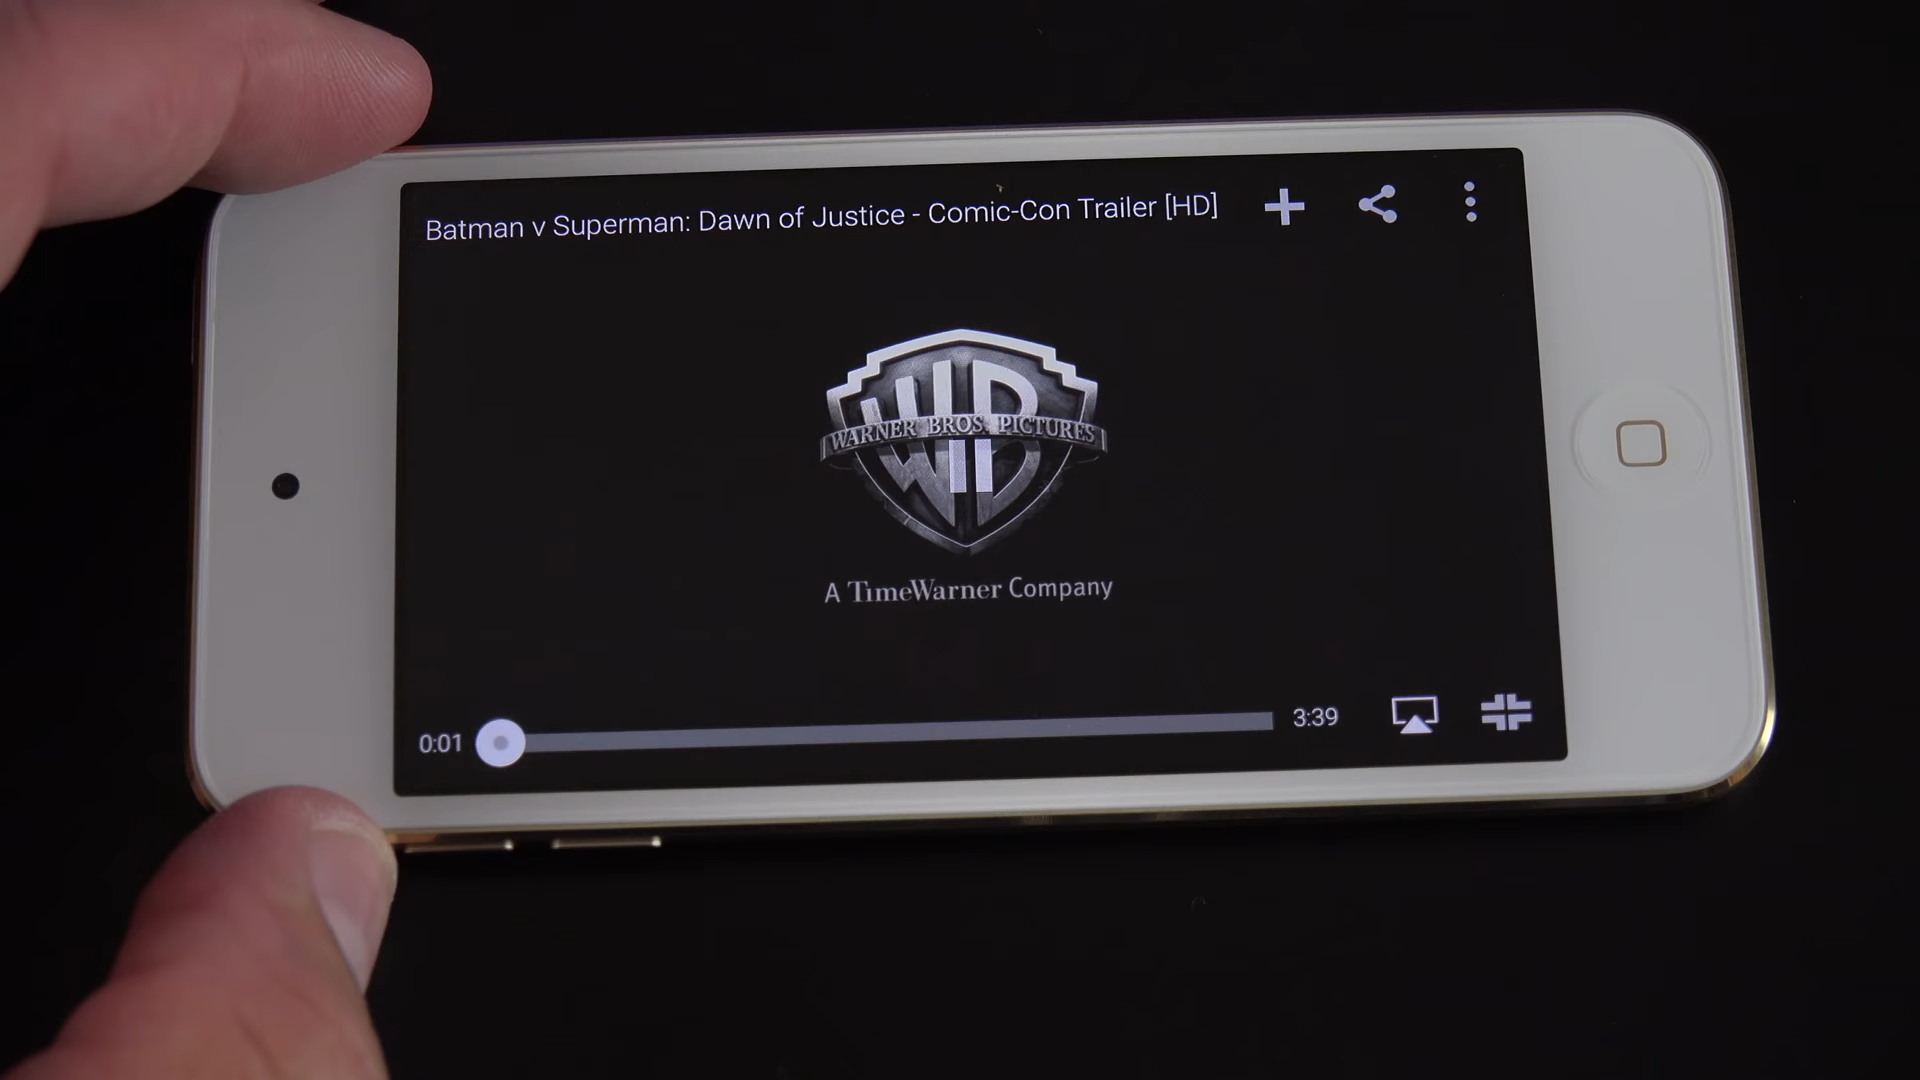 Batman v Superman: Dawn of Justice - Comic-Con Trailer [HD]
WB
WARNER BROS. PICTURES
A TimeWarner Company
0:01
3:39